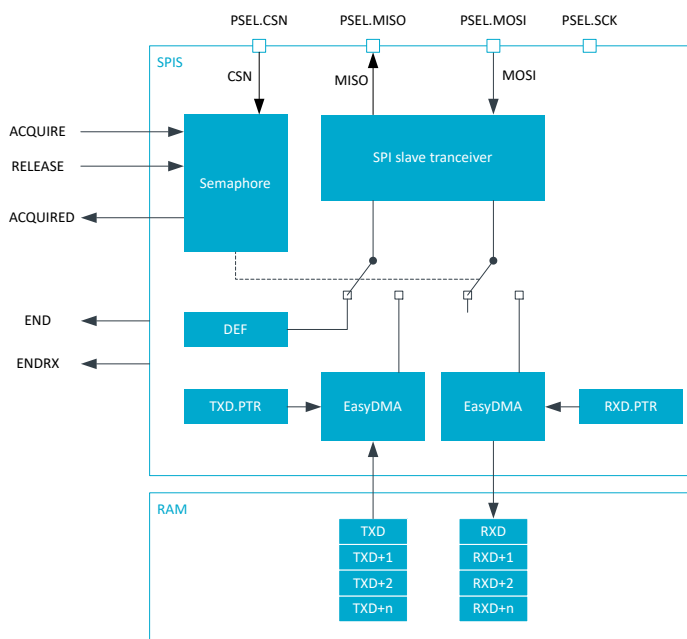 PSEL.CSN
PSEL.MISO
PSEL.MOSI
PSEL.SCK
SPIS
CSN
MISO
MOSI
ACQUIRE
RELEASE
ACQUIRED
Semaphore
SPI slave tranceiver
END
ENDRX
DEF
TXD.PTR
EasyDMA
EasyDMA
RXD.PTR
RAM
TXD
TXD+1
TXD+2
TXD+n
RXD
RXD+1
RXD+2
RXD+n